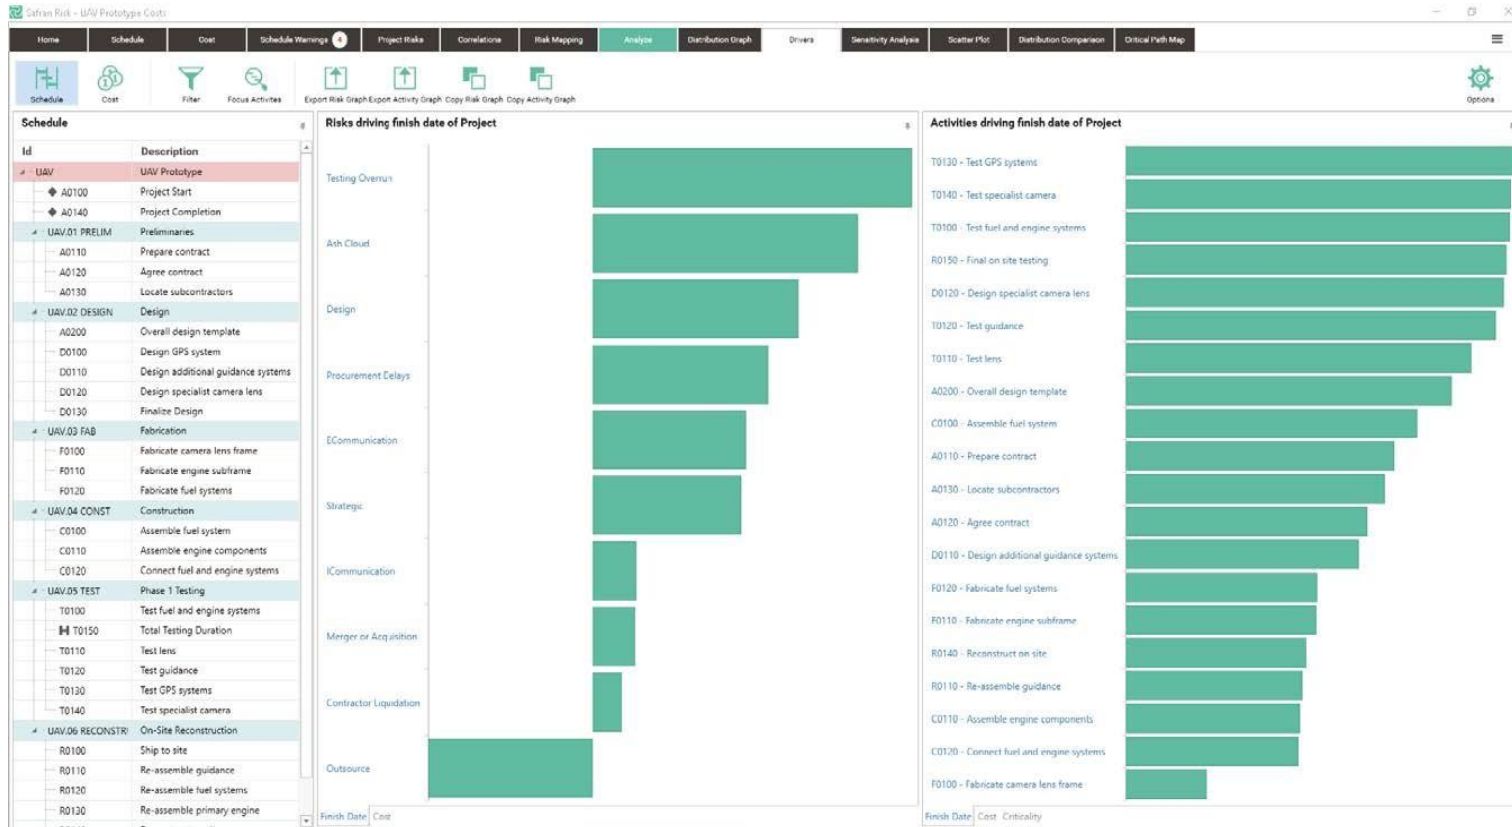 Safran Risk - UAV Prototype Costs
Home Schedule Cost Schedule Warnings 4 Project Risks Correlations Risk Mapping Analyze Distribution Graph Drivers Sensitivity Analysis Scatter Plot Distribution Comparison Critical Path Map
Schedule Cost Filter Focus Activites Export Risk Graph Export Activity Graph Copy Risk Graph Copy Activity Graph Options
Schedule
Id Description
UAV UAV Prototype
A0100 Project Start
A0140 Project Completion
UAV.01 PRELIM Preliminaries
A0110 Prepare contract
A0120 Agree contract
A0130 Locate subcontractors
UAV.02 DESIGN Design
A0200 Overall design template
D0100 Design GPS system
D0110 Design additional guidance systems
D0120 Design specialist camera lens
D0130 Finalize Design
UAV.03 FAB Fabrication
F0100 Fabricate camera lens frame
F0110 Fabricate engine subframe
F0120 Fabricate fuel systems
UAV.04 CONST Construction
C0100 Assemble fuel system
C0110 Assemble engine components
C0120 Connect fuel and engine systems
UAV.05 TEST Phase 1 Testing
T0100 Test fuel and engine systems
T0150 Total Testing Duration
T0110 Test lens
T0120 Test guidance
T0130 Test GPS systems
T0140 Test specialist camera
UAV.06 RECONSTRI On-Site Reconstruction
R0100 Ship to site
R0110 Re-assemble guidance
R0120 Re-assemble fuel systems
R0130 Re-assemble primary engine
Risks driving finish date of Project
Testing Overrun
Ash Cloud
Design
Procurement Delays
ECommunication
Strategic
ICommunication
Merger or Acquisition
Contractor Liquidation
Outsource
Finish Date Cost
Activities driving finish date of Project
T0130 - Test GPS systems
T0140 - Test specialist camera
T0100 - Test fuel and engine systems
R0150 - Final on site testing
D0120 - Design specialist camera lens
T0120 - Test guidance
T0110 - Test lens
A0200 - Overall design template
C0100 - Assemble fuel system
A0110 - Prepare contract
A0130 - Locate subcontractors
A0120 - Agree contract
D0110 - Design additional guidance systems
F0120 - Fabricate fuel systems
F0110 - Fabricate engine subframe
R0140 - Reconstruct on site
R0110 - Re-assemble guidance
C0110 - Assemble engine components
C0120 - Connect fuel and engine systems
F0100 - Fabricate camera lens frame
Finish Date Cost Criticality